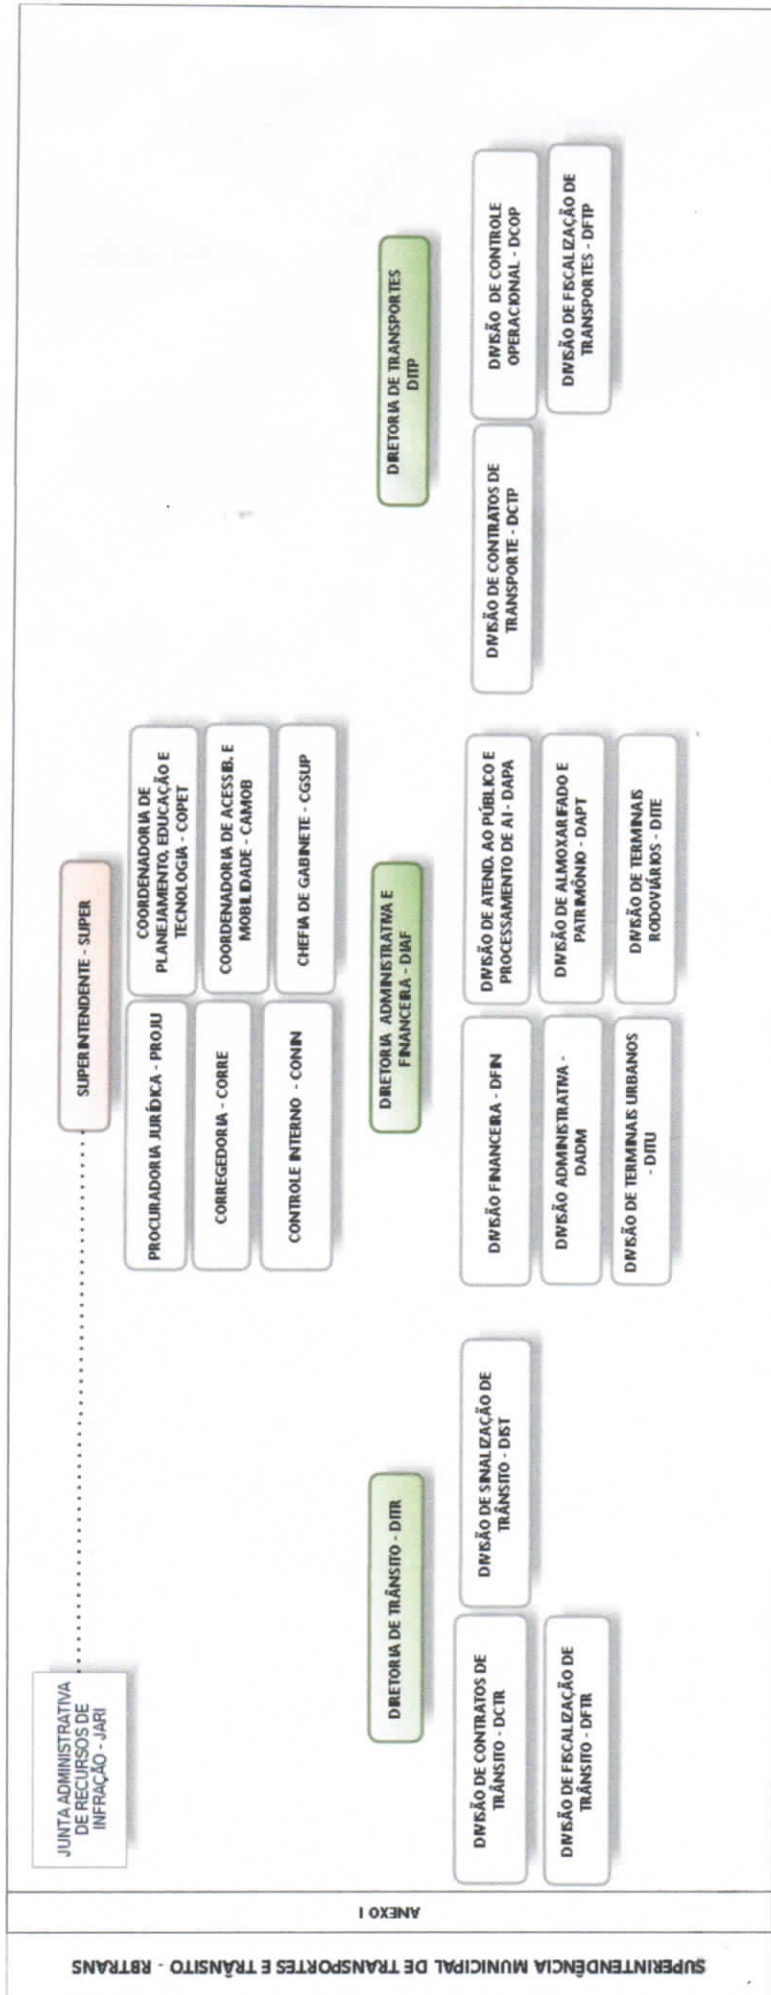 SUPERINTENDÊNCIA MUNICIPAL DE TRANSPORTES E TRÂNSITO - RBTRANS
ANEXO I
JUNTA ADMINISTRATIVA
DE RECURSOS DE
INFRAÇÃO - JARI
SUPERINTENDENTE - SUPER
PROCURADORIA JURÍDICA - PROJU
COORDENADORIA DE
PLANEJAMENTO, EDUCAÇÃO E
TECNOLOGIA - COPET
CORREGEDORIA - CORRE
COORDENADORIA DE ACESSIB. E
MOBILIDADE - CAMOB
CONTROLE INTERNO - CONIN
CHEFIA DE GABINETE - CGSUP
DIRETORIA DE TRÂNSITO - DITR
DIVISÃO DE CONTRATOS DE
TRÂNSITO - DCTR
DIVISÃO DE SINALIZAÇÃO DE
TRÂNSITO - DIST
DIVISÃO DE FISCALIZAÇÃO DE
TRÂNSITO - DFTR
DIRETORIA ADMINISTRATIVA E
FINANCEIRA - DIAF
DIVISÃO FINANCEIRA - DFIN
DIVISÃO DE ATEND. AO PÚBLICO E
PROCESSAMENTO DE AI - DAPA
DIVISÃO ADMINISTRATIVA -
DADM
DIVISÃO DE ALMOXARIFADO E
PATRIMÔNIO - DAPT
DIVISÃO DE TERMINAIS URBANOS
- DITU
DIVISÃO DE TERMINAIS
RODOVIÁRIOS - DITE
DIRETORIA DE TRANSPORTES
DITP
DIVISÃO DE CONTRATOS DE
TRANSPORTE - DCTP
DIVISÃO DE CONTROLE
OPERACIONAL - DCOP
DIVISÃO DE FISCALIZAÇÃO DE
TRANSPORTES - DFTP